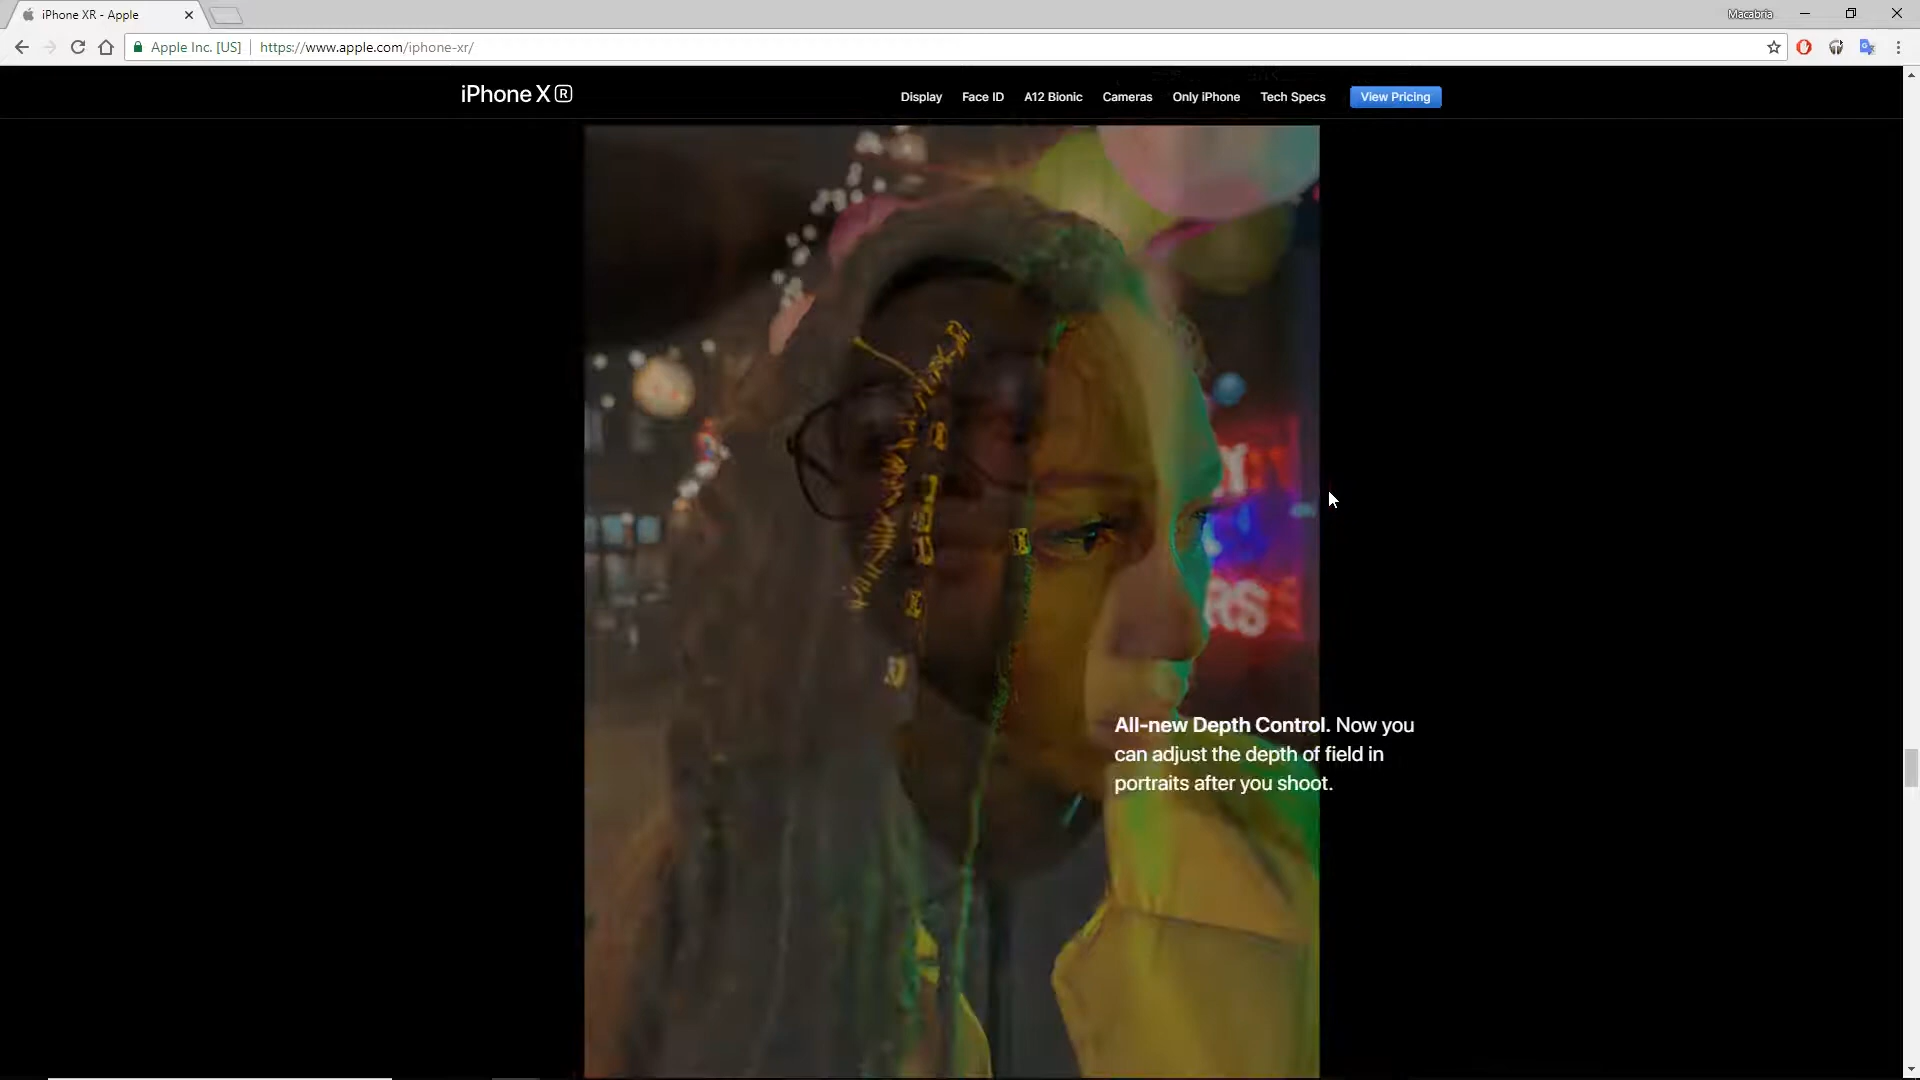 iPhone XR - Apple
Macabria
Apple Inc. [US]
https://www.apple.com/iphone-xr/
iPhone XR
Display
Face ID
A12 Bionic
Cameras
Only iPhone
Tech Specs
View Pricing
RS
All-new Depth Control. Now you
can adjust the depth of field in
portraits after you shoot.